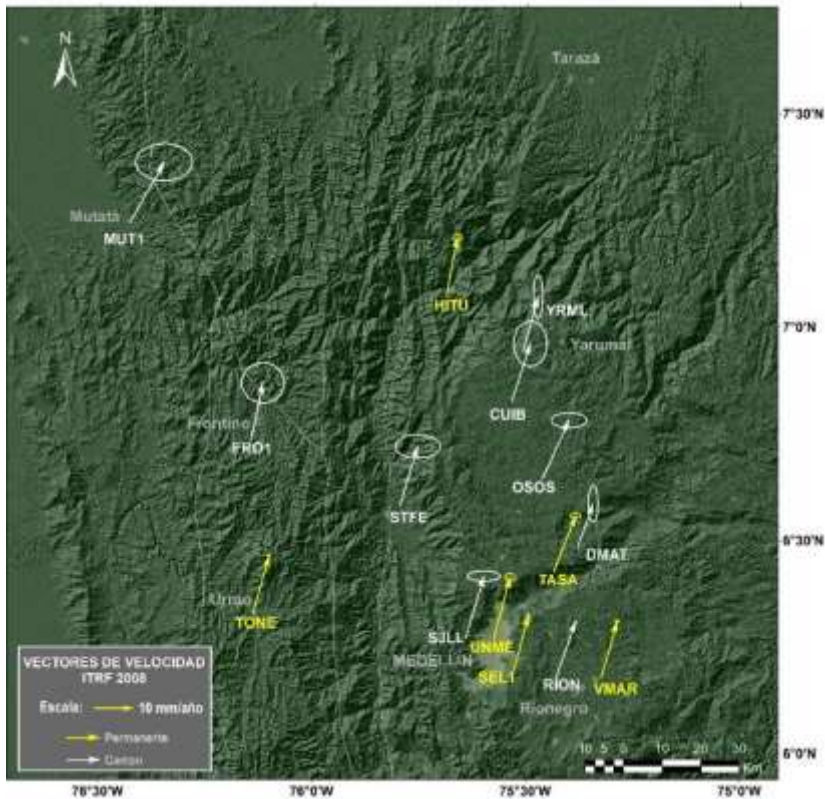 N
Tarazá
7°30'N
Mutatá
MUT1
HITU
YRML
7°0'N
Yarumal
CUIB
Frontino
FRO1
OSOS
STFE
6°30'N
DMAT
TASA
Urrao
TONE
SJLL
UNME
MEDELLIN
SEL1
RION
VMAR
Rionegro
VECTORES DE VELOCIDAD
ITRF 2008
Escala: 10 mm/año
Permanente
10 5 0 10 20 30
Km
6°0'N
76°30'W 76°0'W 75°30'W 75°0'W